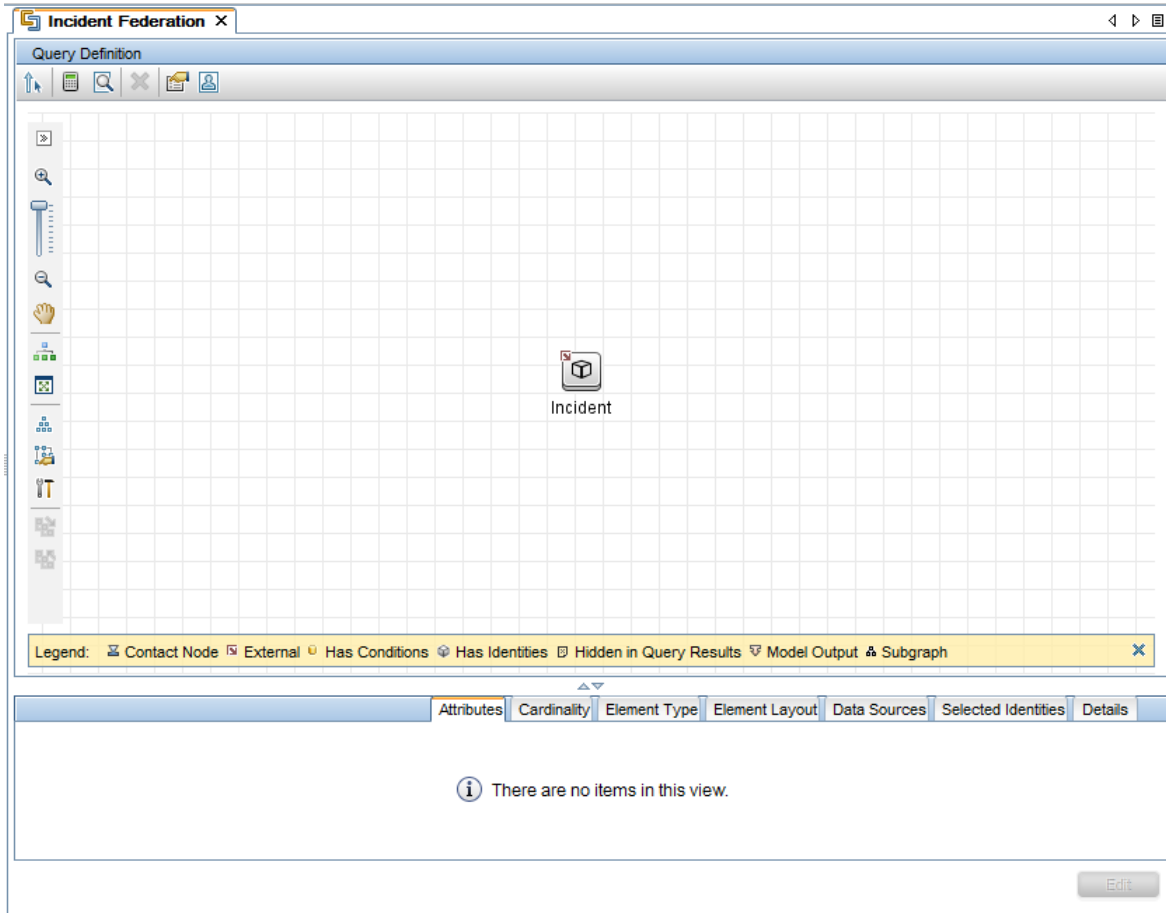 Incident Federation X
Query Definition
Incident
Legend: Contact Node External Has Conditions Has Identities Hidden in Query Results Model Output Subgraph
Attributes Cardinality Element Type Element Layout Data Sources Selected Identities Details
There are no items in this view.
Edit